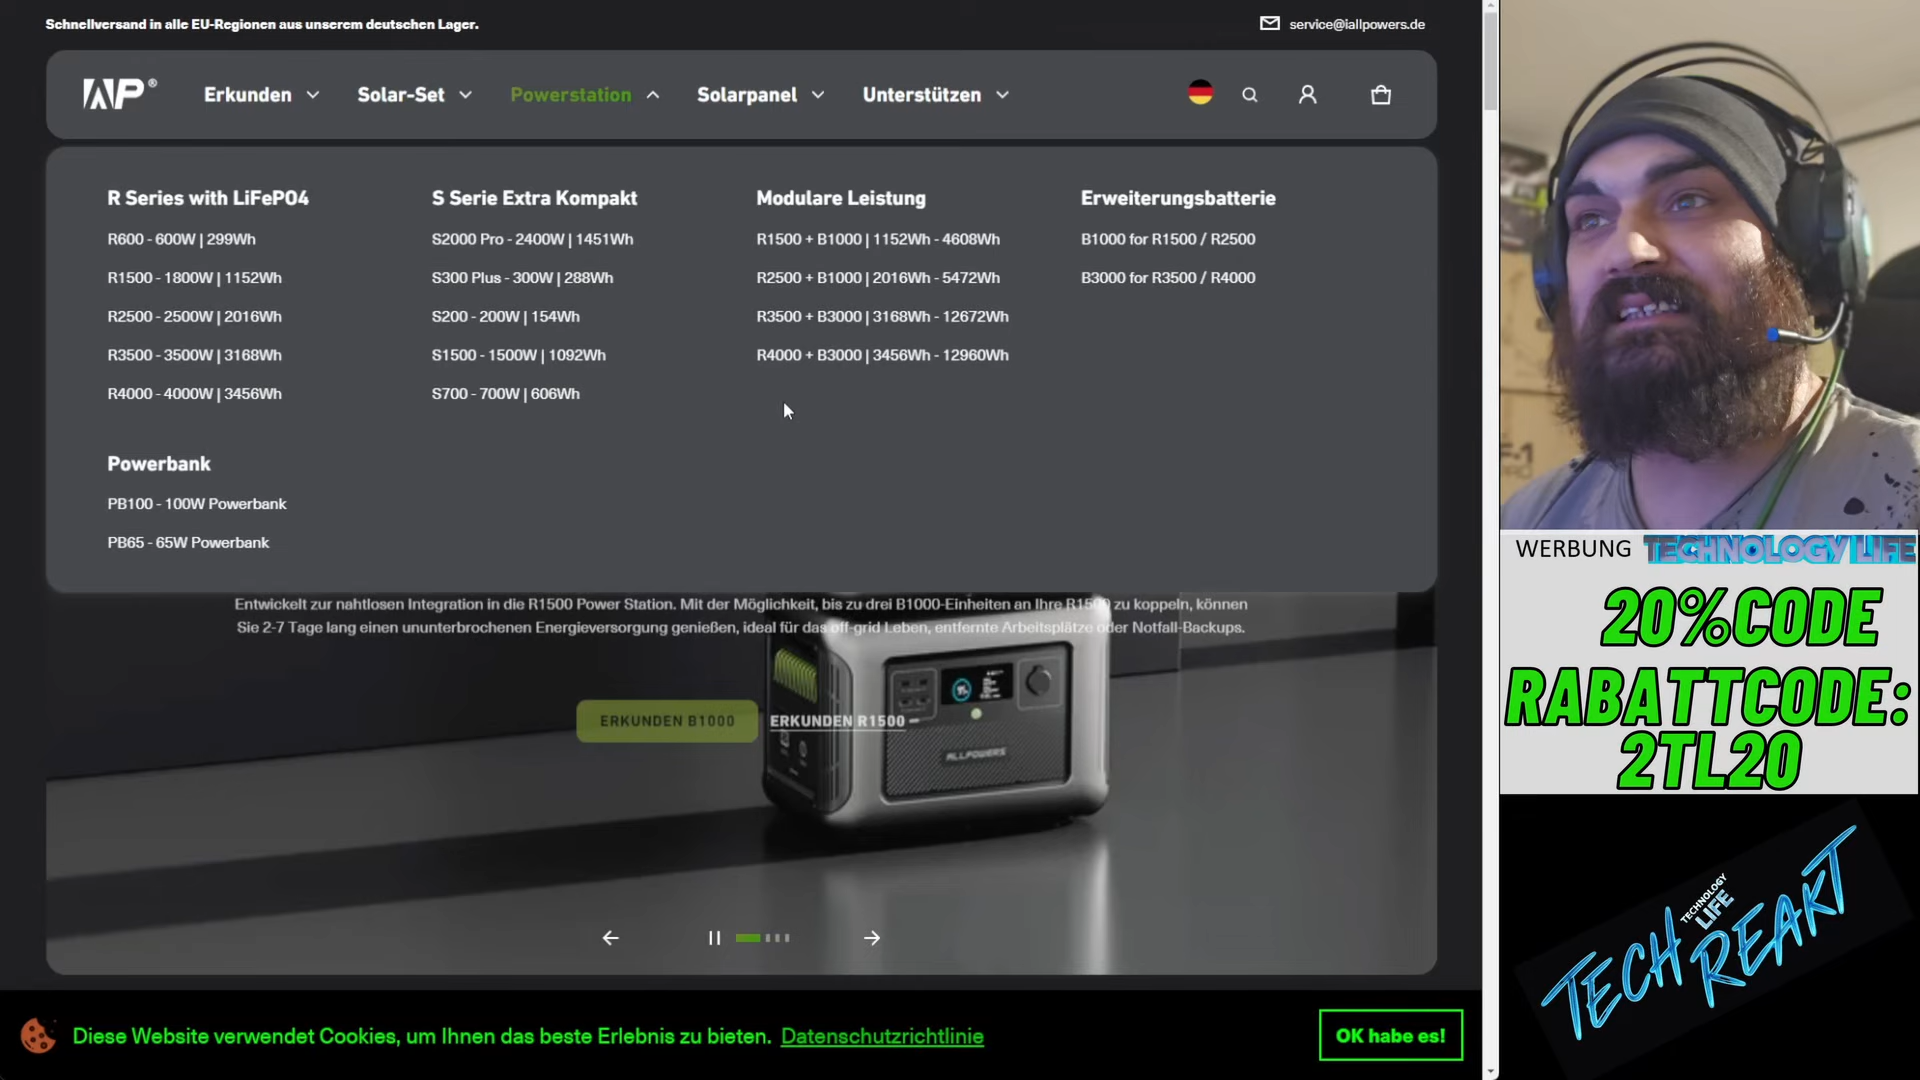 Schnellversand in alle EU-Regionen aus unserem deutschen Lager.
service@iallpowers.de
AP®
Erkunden
Solar-Set
Powerstation
Solarpanel
Unterstützen
R Series with LiFePO4
R600 - 600W | 299Wh
R1500 - 1800W | 1152Wh
R2500 - 2500W | 2016Wh
R3500 - 3500W | 3168Wh
R4000 - 4000W | 3456Wh
S Serie Extra Kompakt
S2000 Pro - 2400W | 1451Wh
S300 Plus - 300W | 288Wh
S200 - 200W | 154Wh
S1500 - 1500W | 1092Wh
S700 - 700W | 606Wh
Modulare Leistung
R1500 + B1000 | 1152Wh - 4608Wh
R2500 + B1000 | 2016Wh - 5472Wh
R3500 + B3000 | 3168Wh - 12672Wh
R4000 + B3000 | 3456Wh - 12960Wh
Erweiterungsbatterie
B1000 for R1500 / R2500
B3000 for R3500 / R4000
Powerbank
PB100 - 100W Powerbank
PB65 - 65W Powerbank
Entwickelt zur nahtlosen Integration in die R1500 Power Station. Mit der Möglichkeit, bis zu drei B1000-Einheiten an Ihre R1500 zu koppeln, können
Sie 2-7 Tage lang einen ununterbrochenen Energieversorgung genießen, ideal für das off-grid Leben, entfernte Arbeitsplätze oder Notfall-Backups.
ERKUNDEN B1000
ERKUNDEN R1500
ALLPOWERS
Diese Website verwendet Cookies, um Ihnen das beste Erlebnis zu bieten. Datenschutzrichtlinie
OK habe es!
WERBUNG TECHNOLOGY LIFE
20%CODE
RABATTCODE:
2TL20
TECHNOLOGY
LIFE
TECH
REAKT